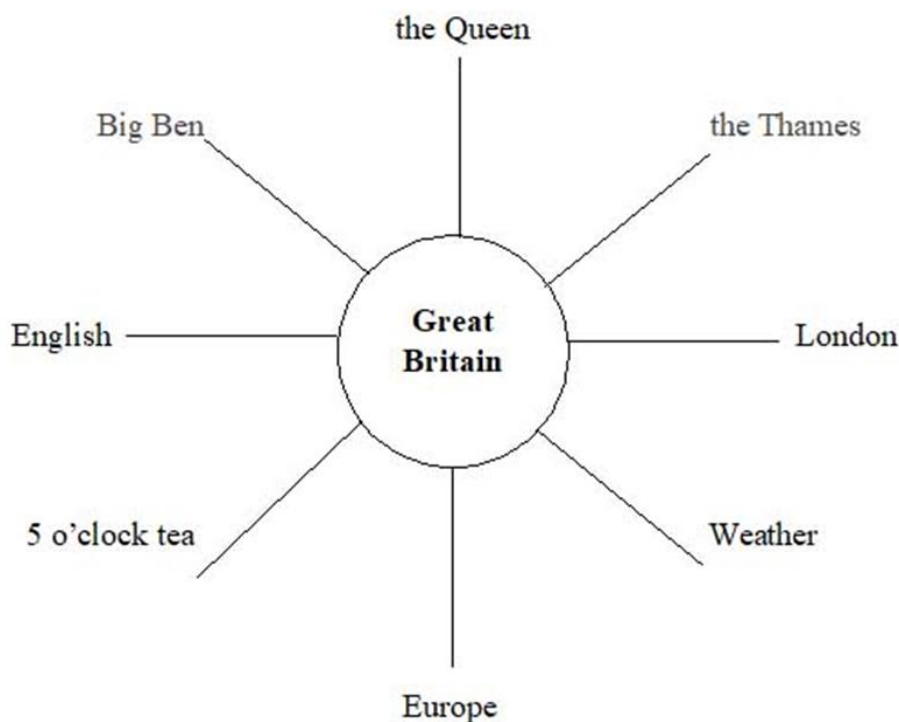 the Queen
Big Ben
the Thames
Great
Britain
English
London
5 o’clock tea
Weather
Europe